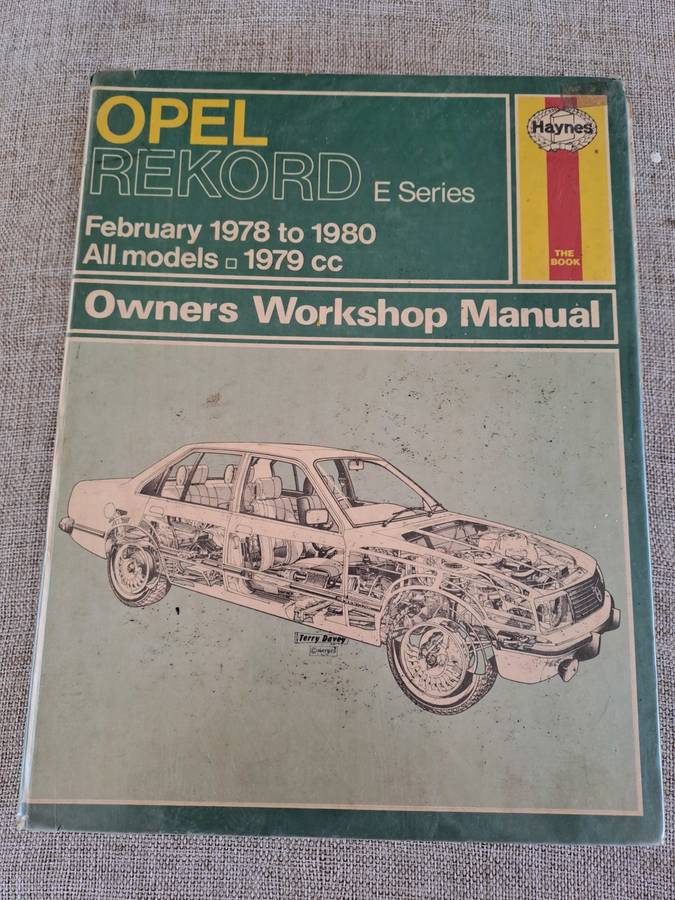 OPEL
REKORD E Series
February 1978 to 1980
All models □ 1979 cc
Haynes
THE
BOOK
Owners Workshop Manual
Terry Davey
© HAYNES